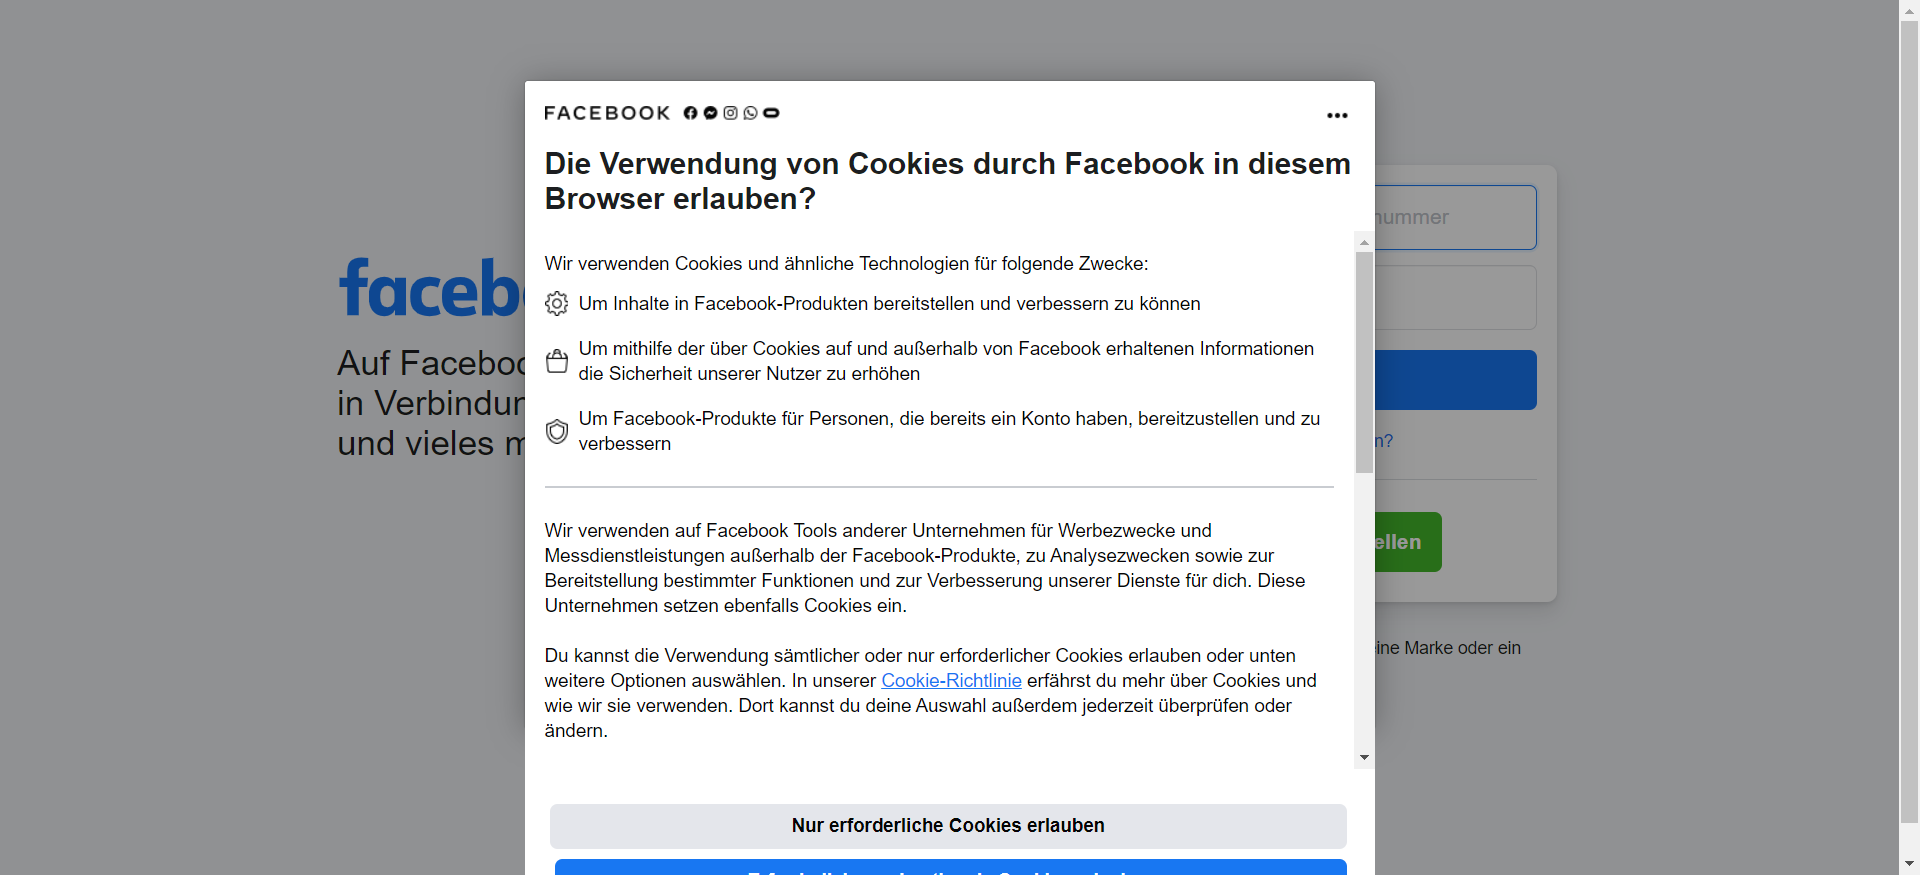 FACEBOOK
Die Verwendung von Cookies durch Facebook in diesem
Browser erlauben?
Wir verwenden Cookies und ähnliche Technologien für folgende Zwecke:
Um Inhalte in Facebook-Produkten bereitstellen und verbessern zu können
Um mithilfe der über Cookies auf und außerhalb von Facebook erhaltenen Informationen
die Sicherheit unserer Nutzer zu erhöhen
Um Facebook-Produkte für Personen, die bereits ein Konto haben, bereitzustellen und zu
verbessern
Wir verwenden auf Facebook Tools anderer Unternehmen für Werbezwecke und
Messdienstleistungen außerhalb der Facebook-Produkte, zu Analysezwecken sowie zur
Bereitstellung bestimmter Funktionen und zur Verbesserung unserer Dienste für dich. Diese
Unternehmen setzen ebenfalls Cookies ein.
Du kannst die Verwendung sämtlicher oder nur erforderlicher Cookies erlauben oder unten
weitere Optionen auswählen. In unserer Cookie-Richtlinie erfährst du mehr über Cookies und
wie wir sie verwenden. Dort kannst du deine Auswahl außerdem jederzeit überprüfen oder
ändern.
Nur erforderliche Cookies erlauben
faceb
Auf Faceboo
in Verbindun
und vieles m
nummer
n?
ellen
eine Marke oder ein